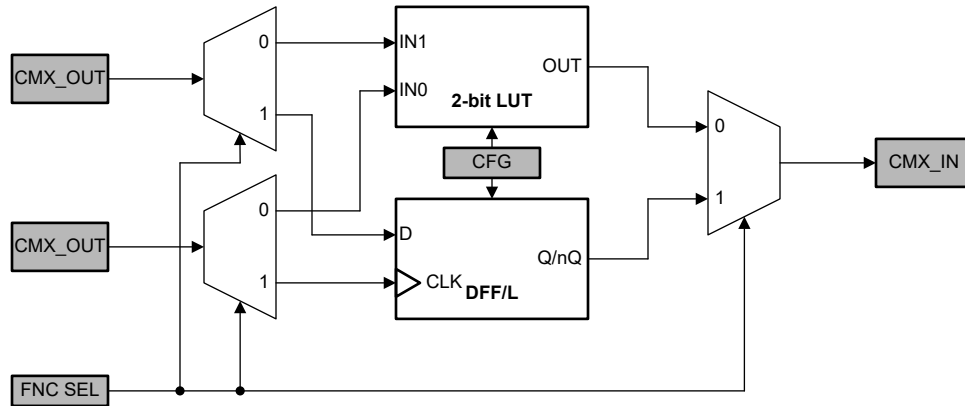 0
IN1
OUT
CMX_OUT
1
IN0
2-bit LUT
0
CFG
CMX_IN
0
1
D
CMX_OUT
Q/nQ
1
CLK
DFF/L
FNC SEL